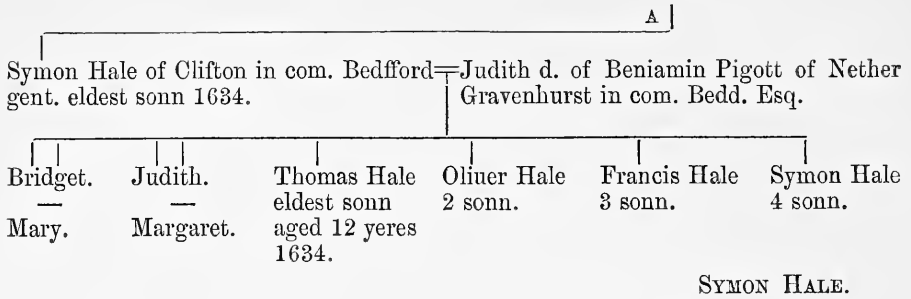 A
Symon Hale of Clifton in com. Bedfford=Judith d. of Beniamin Pigott of Nether
gent. eldest sonn 1634. Gravenhurst in com. Bedd. Esq.
Bridget. Judith. Thomas Hale Oliuer Hale Francis Hale Symon Hale
— — eldest sonn 2 sonn. 3 sonn. 4 sonn.
Mary. Margaret. aged 12 yeres
1634.
SYMON HALE.